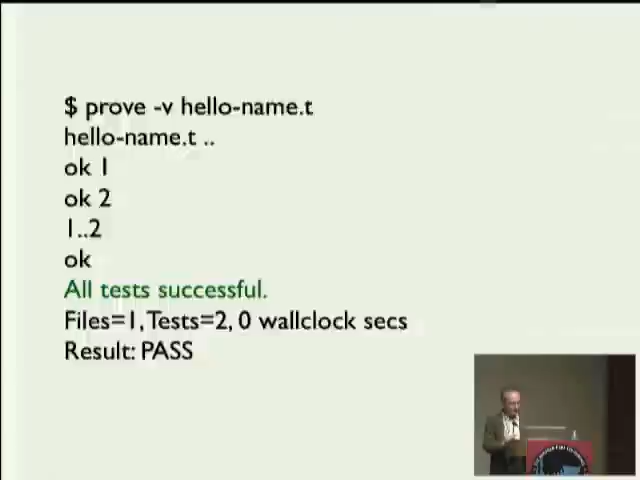 $ prove -v hello-name.t
hello-name.t ..
ok 1
ok 2
1..2
ok
All tests successful.
Files=1, Tests=2, 0 wallclock secs
Result: PASS